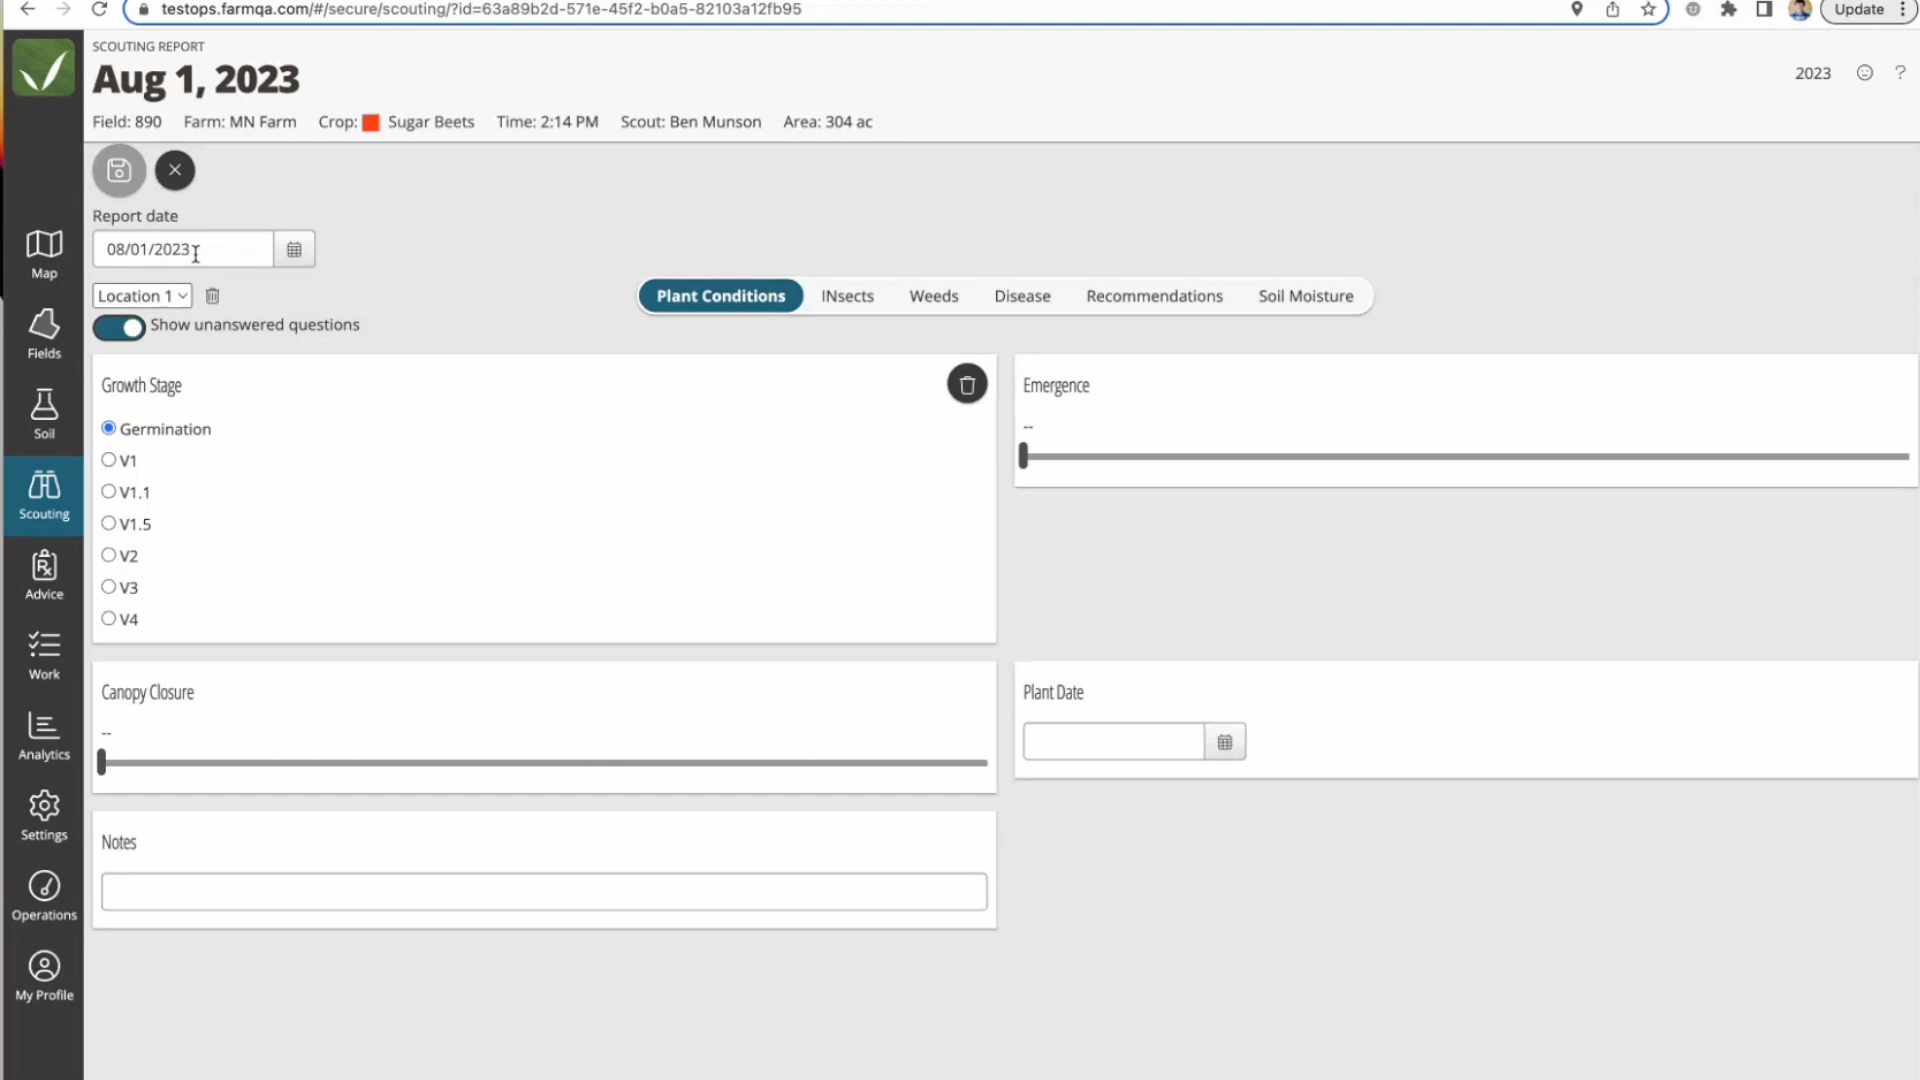 testops.farmqa.com/#/secure/scouting/?id=63a89b2d-571e-45f2-b0a5-82103a12fb95
Update
SCOUTING REPORT
Aug 1, 2023
2023
?
Field: 890 Farm: MN Farm Crop: Sugar Beets Time: 2:14 PM Scout: Ben Munson Area: 304 ac
Report date
08/01/2023
Location 1
Show unanswered questions
Plant Conditions INsects Weeds Disease Recommendations Soil Moisture
Map
Fields
Soil
Scouting
Advice
Work
Analytics
Settings
Operations
My Profile
Growth Stage
Germination
V1
V1.1
V1.5
V2
V3
V4
Emergence
--
Canopy Closure
--
Plant Date
Notes